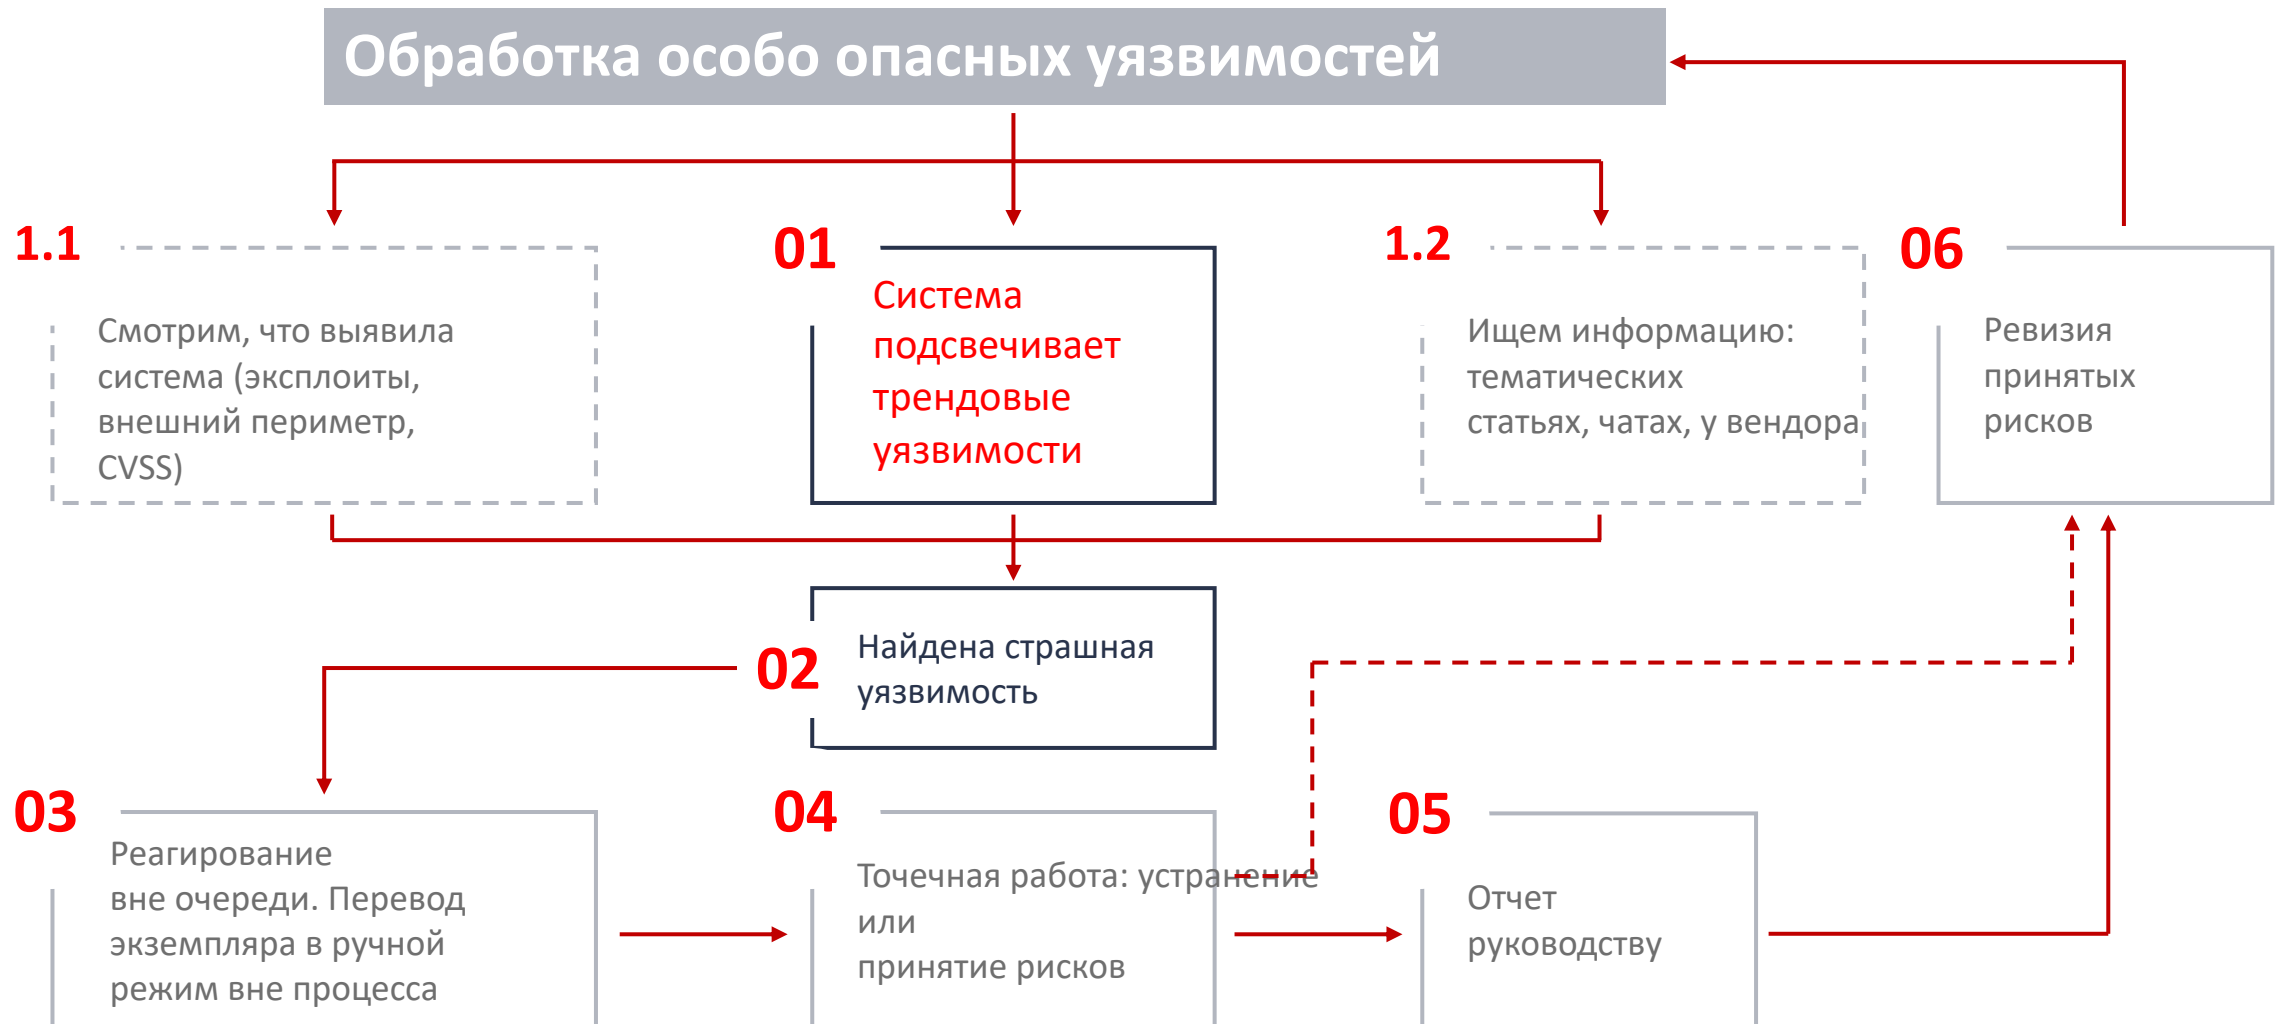 Обработка особо опасных уязвимостей
1.1
Смотрим, что выявила
система (эксплоиты,
внешний периметр,
CVSS)
01
Система
подсвечивает
трендовые
уязвимости
1.2
Ищем информацию:
тематических
статьях, чатах, у вендора
06
Ревизия
принятых
рисков
02
Найдена страшная
уязвимость
03
Реагирование
вне очереди. Перевод
экземпляра в ручной
режим вне процесса
04
Точечная работа: устранение
или
принятие рисков
05
Отчет
руководству